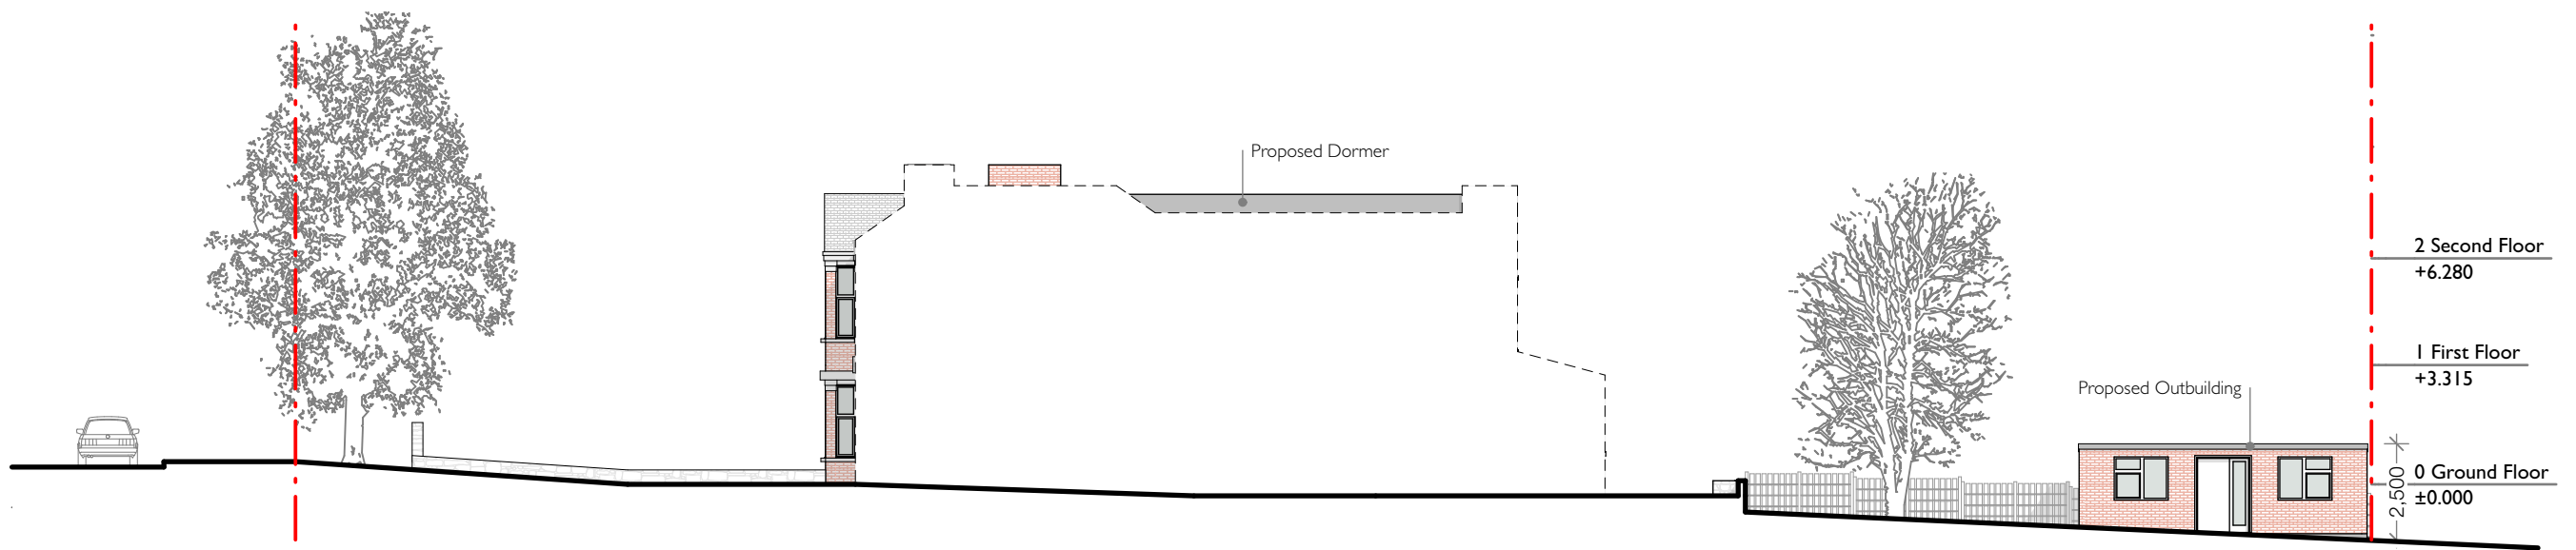 Proposed Dormer
2 Second Floor
+6.280
1 First Floor
+3.315
Proposed Outbuilding
0 Ground Floor
±0.000
2,500